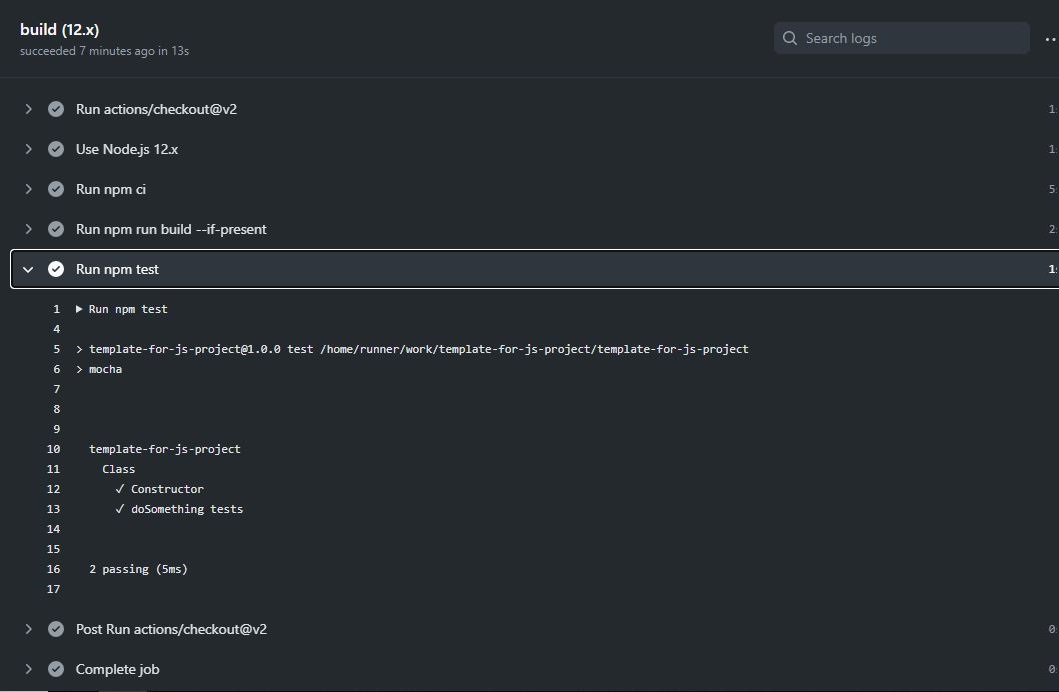 build (12.x)
succeeded 7 minutes ago in 13s
Search logs
Run actions/checkout@v2
1
Use Node.js 12.x
1
Run npm ci
5
Run npm run build --if-present
2
Run npm test
1
1 Run npm test
4
5 > template-for-js-project@1.0.0 test /home/runner/work/template-for-js-project/template-for-js-project
6 > mocha
7
8
9
10 template-for-js-project
11 Class
12 ✓ Constructor
13 ✓ doSomething tests
14
15
16 2 passing (5ms)
17
Post Run actions/checkout@v2
0
Complete job
0